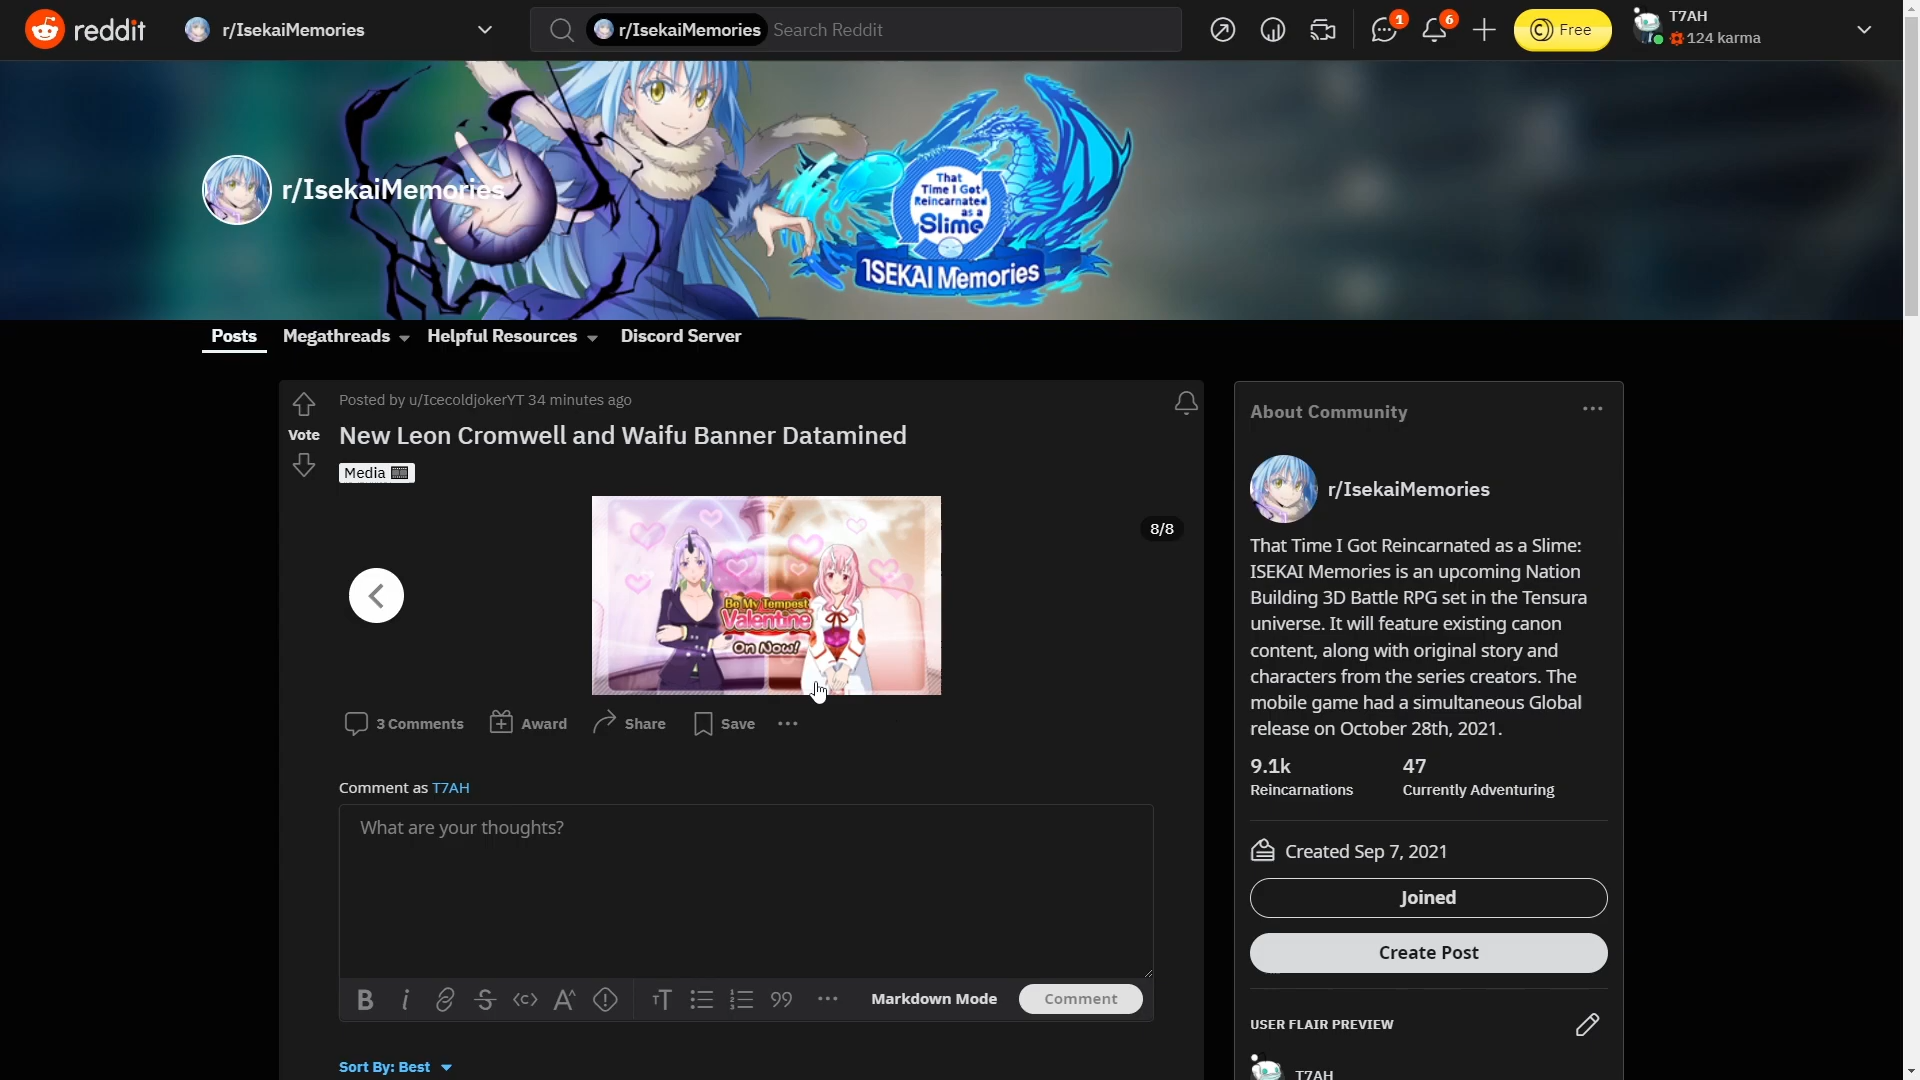 reddit
r/IsekaiMemories
r/IsekaiMemories Search Reddit
1
6
Free
T7AH
124 karma
r/IsekaiMemories
That
Time I Got
Reincarnated
as a
Slime
ISEKAI Memories
Posts Megathreads Helpful Resources Discord Server
Vote
Posted by u/IcecoldjokerYT 34 minutes ago
New Leon Cromwell and Waifu Banner Datamined
Media
8/8
Be My Tempest
Valentine
On Now!
3 Comments Award Share Save
Comment as T7AH
What are your thoughts?
Markdown Mode Comment
Sort By: Best
About Community
r/IsekaiMemories
That Time I Got Reincarnated as a Slime:
ISEKAI Memories is an upcoming Nation
Building 3D Battle RPG set in the Tensura
universe. It will feature existing canon
content, along with original story and
characters from the series creators. The
mobile game had a simultaneous Global
release on October 28th, 2021.
9.1k 47
Reincarnations Currently Adventuring
Created Sep 7, 2021
Joined
Create Post
USER FLAIR PREVIEW
T7AH